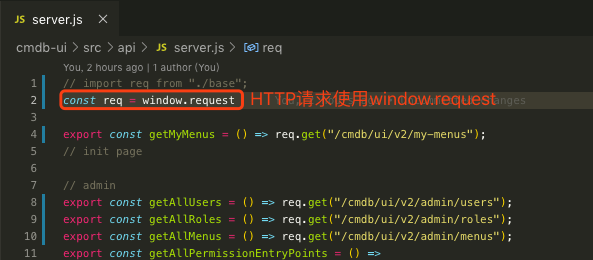 JS server.js ×
cmdb-ui > src > api > JS server.js > req
You, 2 hours ago | 1 author (You)
1 // import req from "./base";
2 const req = window.request HTTP请求使用window.request
3
4 export const getMyMenus = () => req.get("/cmdb/ui/v2/my-menus");
5 // init page
6
7 // admin
8 export const getAllUsers = () => req.get("/cmdb/ui/v2/admin/users");
9 export const getAllRoles = () => req.get("/cmdb/ui/v2/admin/roles");
10 export const getAllMenus = () => req.get("/cmdb/ui/v2/admin/menus");
11 export const getAllPermissionEntryPoints = () =>